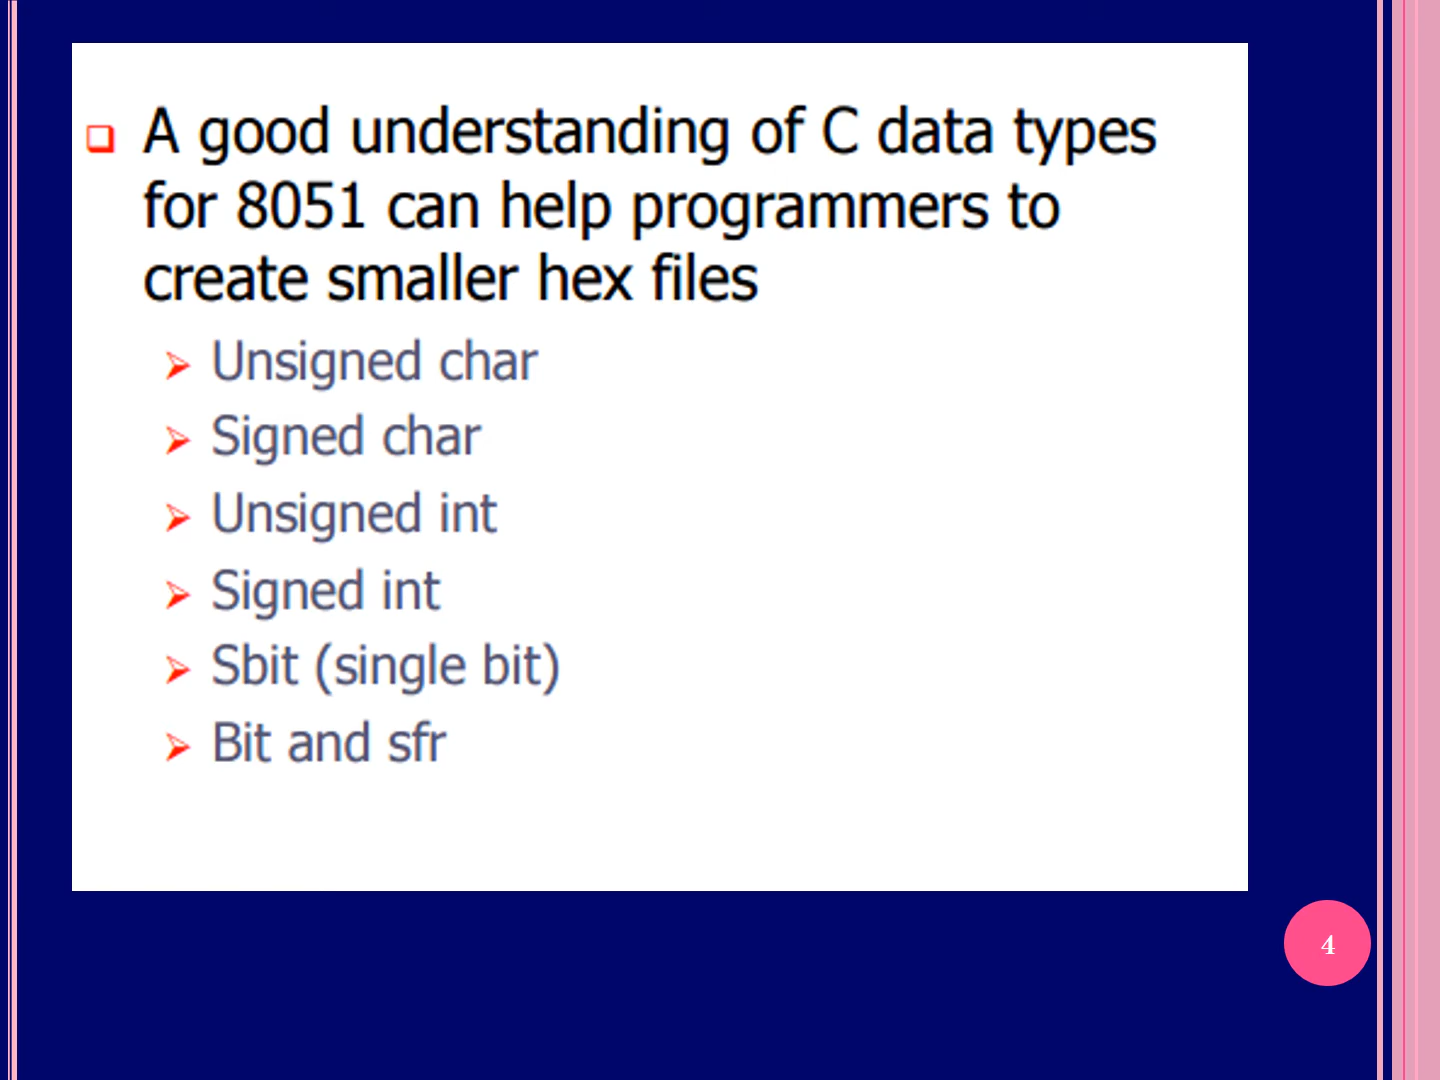 A good understanding of C data types
for 8051 can help programmers to
create smaller hex files
Unsigned char
Signed char
Unsigned int
Signed int
Sbit (single bit)
Bit and sfr
4